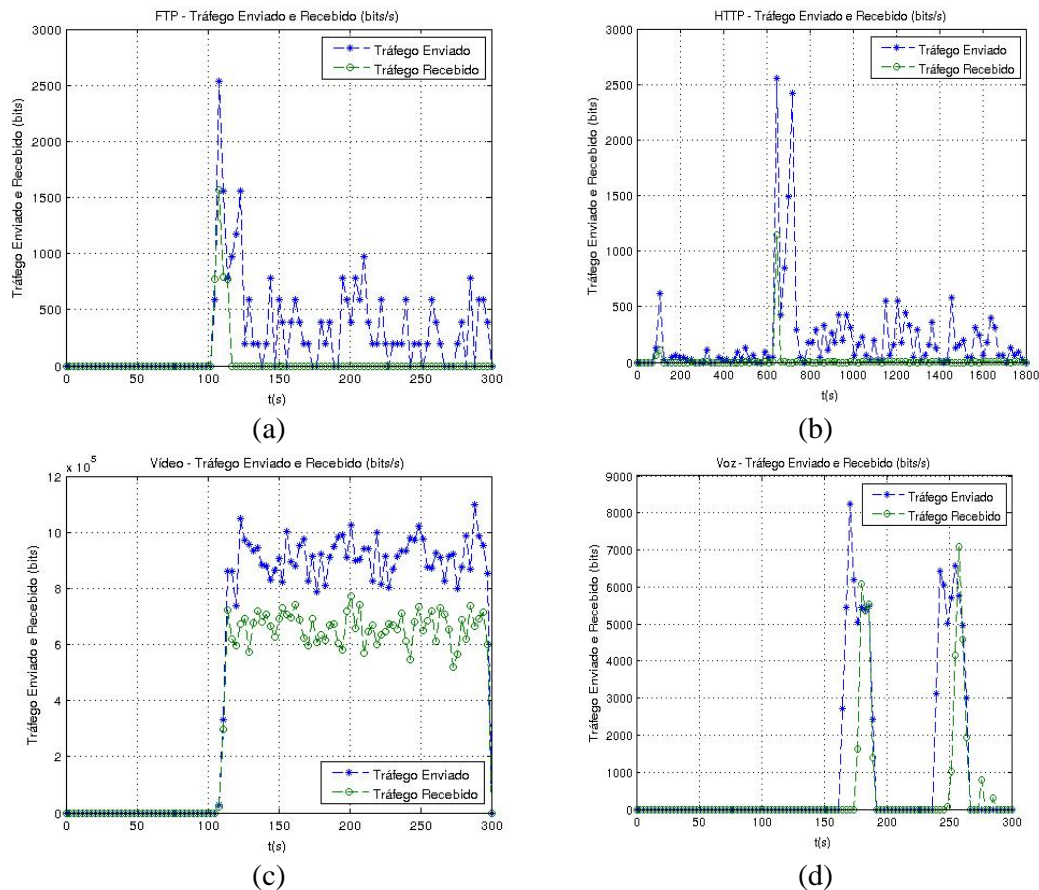 FTP - Tráfego Enviado e Recebido (bits/s)
Tráfego Enviado e Recebido (bits)
3000
2500
2000
1500
1000
500
0
0 50 100 150 200 250 300
t(s)
Tráfego Enviado
Tráfego Recebido
(a)
HTTP - Tráfego Enviado e Recebido (bits/s)
Tráfego Enviado e Recebido (bits)
3000
2500
2000
1500
1000
500
0
0 200 400 600 800 1000 1200 1400 1600 1800
t(s)
Tráfego Enviado
Tráfego Recebido
(b)
Vídeo - Tráfego Enviado e Recebido (bits/s)
x 10^5
Tráfego Enviado e Recebido (bits)
12
10
8
6
4
2
0
0 50 100 150 200 250 300
t(s)
Tráfego Enviado
Tráfego Recebido
(c)
Voz - Tráfego Enviado e Recebido (bits/s)
Tráfego Enviado e Recebido (bits)
9000
8000
7000
6000
5000
4000
3000
2000
1000
0
0 50 100 150 200 250 300
t(s)
Tráfego Enviado
Tráfego Recebido
(d)